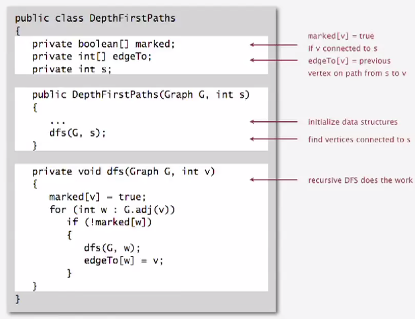 public class DepthFirstPaths
{
private boolean[] marked;
private int[] edgeTo;
private int s;
public DepthFirstPaths(Graph G, int s)
{
...
dfs(G, s);
}
private void dfs(Graph G, int v)
{
marked[v] = true;
for (int w : G.adj(v))
if (!marked[w])
{
dfs(G, w);
edgeTo[w] = v;
}
}
}
marked[v] = true
if v connected to s
edgeTo[v] = previous
vertex on path from s to v
initialize data structures
find vertices connected to s
recursive DFS does the work